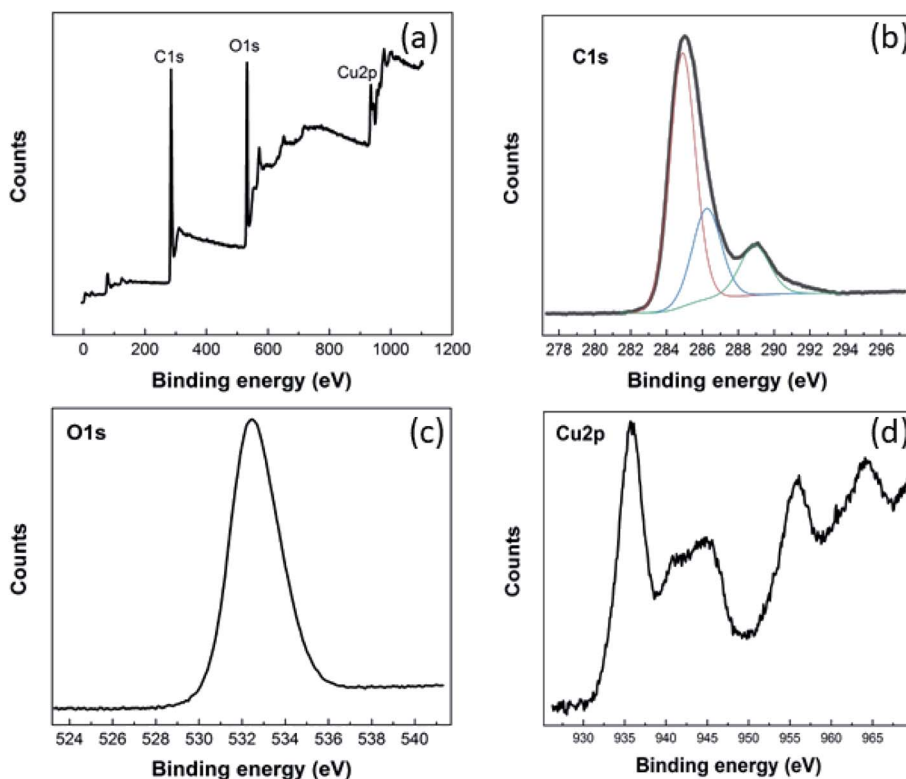 (a)
C1s
O1s
Cu2p
Counts
0 200 400 600 800 1000 1200
Binding energy (eV)
(b)
C1s
Counts
278 280 282 284 286 288 290 292 294 296
Binding energy (eV)
(c)
O1s
Counts
524 526 528 530 532 534 536 538 540
Binding energy (eV)
(d)
Cu2p
Counts
930 935 940 945 950 955 960 965
Binding energy (eV)